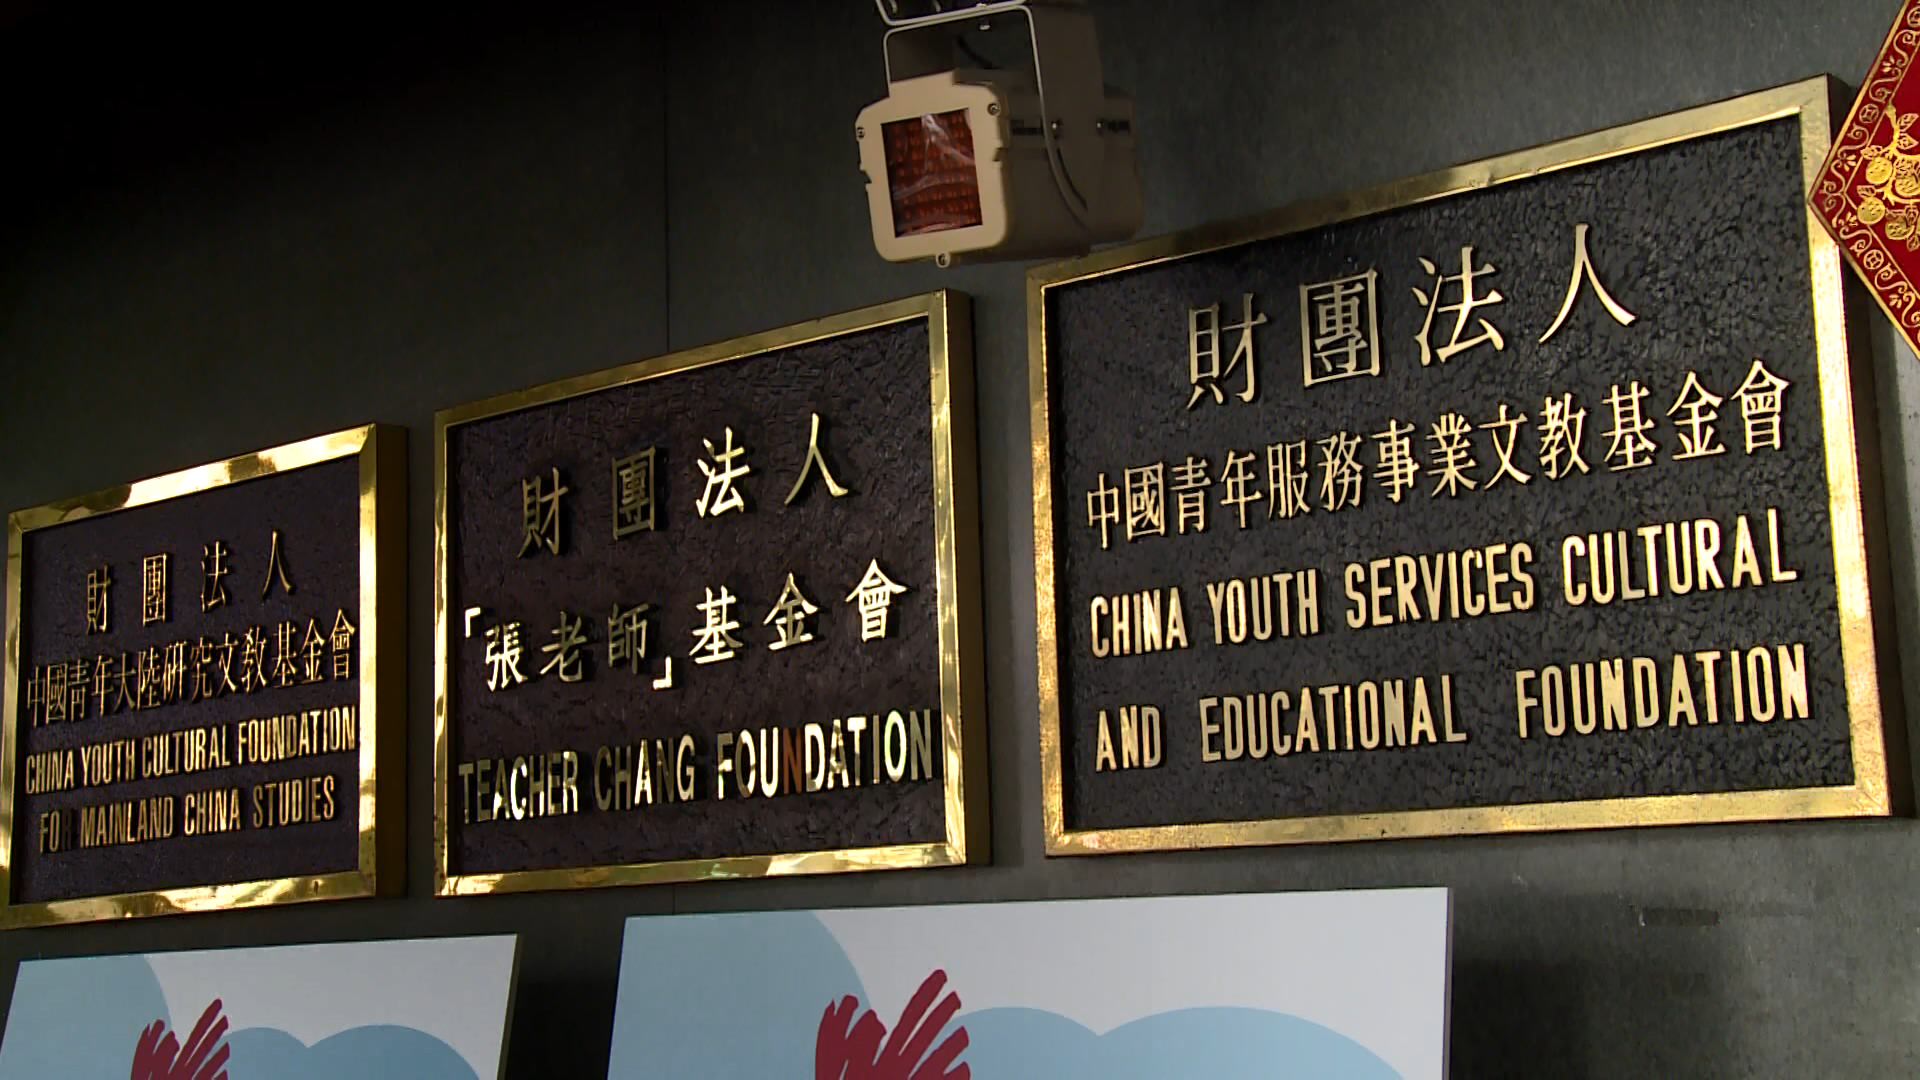 財團法人
中國青年大陸研究文教基金會
CHINA YOUTH CULTURAL FOUNDATION
FOR MAINLAND CHINA STUDIES
財團法人
「張老師」基金會
TEACHER CHANG FOUNDATION
財團法人
中國青年服務事業文教基金會
CHINA YOUTH SERVICES CULTURAL
AND EDUCATIONAL FOUNDATION